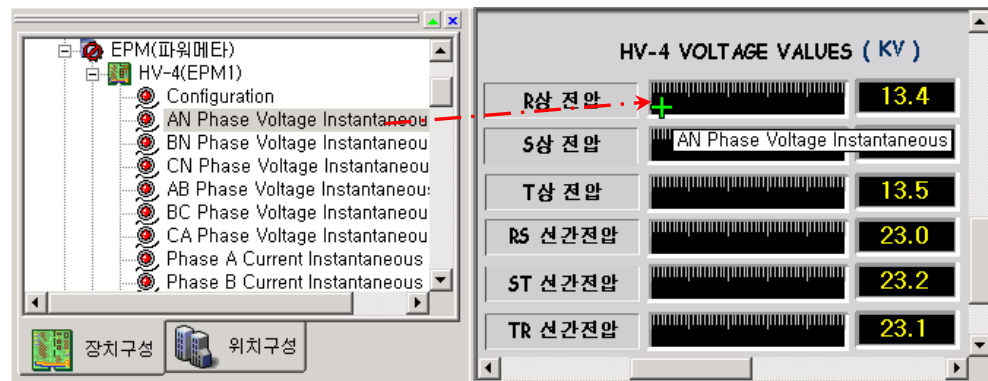 EPM(파워메타)
HV-4(EPM1)
Configuration
AN Phase Voltage Instantaneou
BN Phase Voltage Instantaneou
CN Phase Voltage Instantaneou
AB Phase Voltage Instantaneou
BC Phase Voltage Instantaneou
CA Phase Voltage Instantaneou
Phase A Current Instantaneous
Phase B Current Instantaneous
장치구성
위치구성
HV-4 VOLTAGE VALUES ( KV )
R상 전압 13.4
S상 전압
AN Phase Voltage Instantaneous
T상 전압 13.5
RS 선간전압 23.0
ST 선간전압 23.2
TR 선간전압 23.1